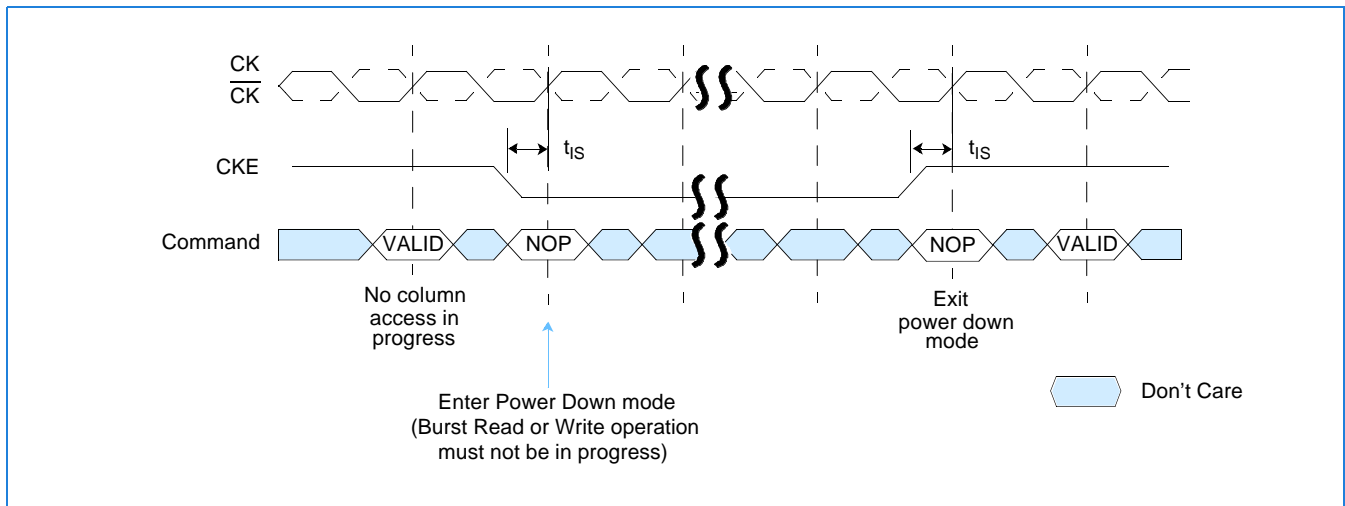 CK
CK
CKE
tIS
tIS
Command
VALID
NOP
NOP
VALID
No column
access in
progress
Exit
power down
mode
Enter Power Down mode
(Burst Read or Write operation
must not be in progress)
Don't Care